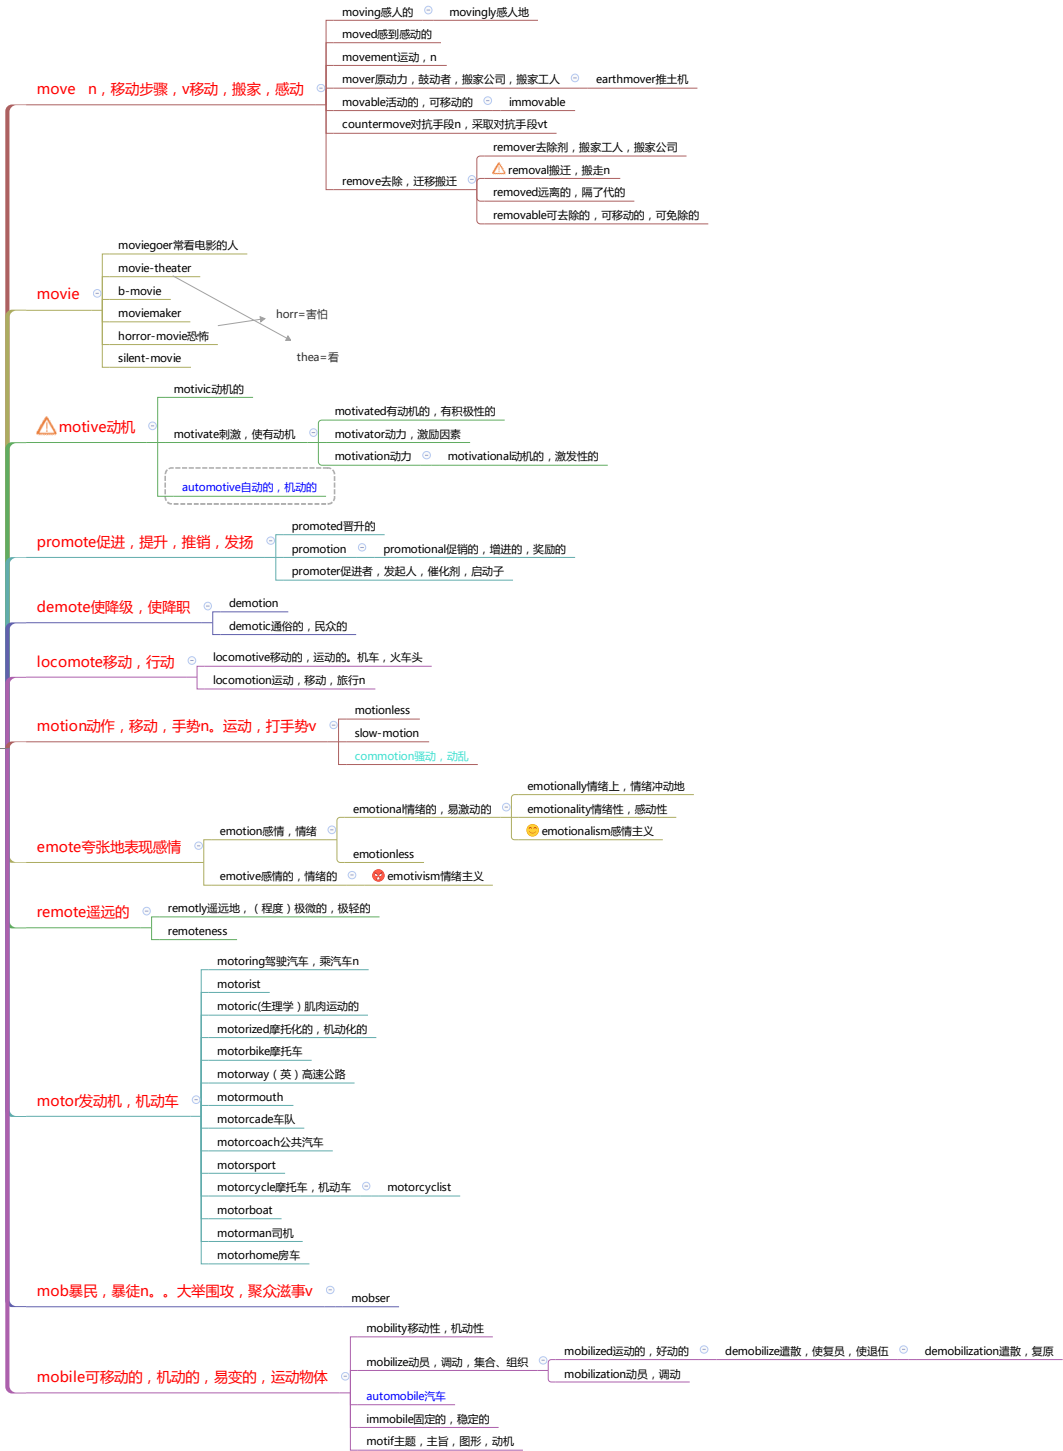 moving感人的 movingly感人地
moved感到感动的
movement运动，n
move n，移动步骤，v移动，搬家，感动
mover原动力，鼓动者，搬家公司，搬家工人 earthmover推土机
movable活动的，可移动的 immovable
countermove对抗手段n，采取对抗手段vt
remove去除，迁移搬迁
remover去除剂，搬家工人，搬家公司
removal搬迁，搬走n
removed远离的，隔了代的
removable可去除的，可移动的，可免除的
movie
moviegoer常看电影的人
movie-theater
b-movie
moviemaker
horror-movie恐怖
silent-movie
horr=害怕
thea=看
motive动机
motivic动机的
motivate刺激，使有动机
motivated有动机的，有积极性的
motivator动力，激励因素
motivation动力 motivational动机的，激发性的
automotive自动的，机动的
promote促进，提升，推销，发扬
promoted晋升的
promotion promotional促销的，增进的，奖励的
promoter促进者，发起人，催化剂，启动子
demote使降级，使降职
demotion
demotic通俗的，民众的
locomote移动，行动
locomotive移动的，运动的。机车，火车头
locomotion运动，移动，旅行n
motion动作，移动，手势n。运动，打手势v
motionless
slow-motion
commotion骚动，动乱
emote夸张地表现感情
emotion感情，情绪
emotional情绪的，易激动的
emotionally情绪上，情绪冲动地
emotionality情绪性，感动性
emotionalism感情主义
emotionless
emotive感情的，情绪的 emotivism情绪主义
remote遥远的
remotly遥远地，（程度）极微的，极轻的
remoteness
motor发动机，机动车
motoring驾驶汽车，乘汽车n
motorist
motoric(生理学）肌肉运动的
motorized摩托化的，机动化的
motorbike摩托车
motorway（英）高速公路
motormouth
motorcade车队
motorcoach公共汽车
motorsport
motorcycle摩托车，机动车 motorcyclist
motorboat
motorman司机
motorhome房车
mob暴民，暴徒n。。大举围攻，聚众滋事v
mobser
mobile可移动的，机动的，易变的，运动物体
mobility移动性，机动性
mobilize动员，调动，集合、组织
mobilized运动的，好动的 demobilize遣散，使复员，使退伍 demobilization遣散，复原
mobilization动员，调动
automobile汽车
immobile固定的，稳定的
motif主题，主旨，图形，动机